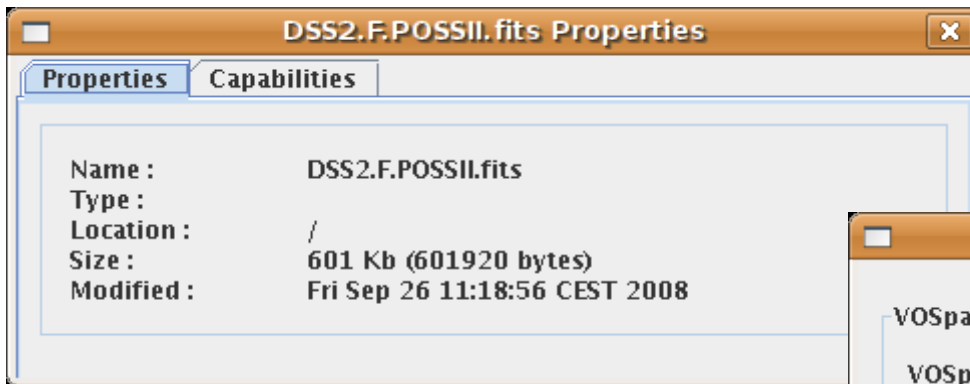 DSS2.F.POSSII.fits Properties
Properties Capabilities
Name : DSS2.F.POSSII.fits
Type :
Location : /
Size : 601 Kb (601920 bytes)
Modified : Fri Sep 26 11:18:56 CEST 2008
VOSpa
VOSp